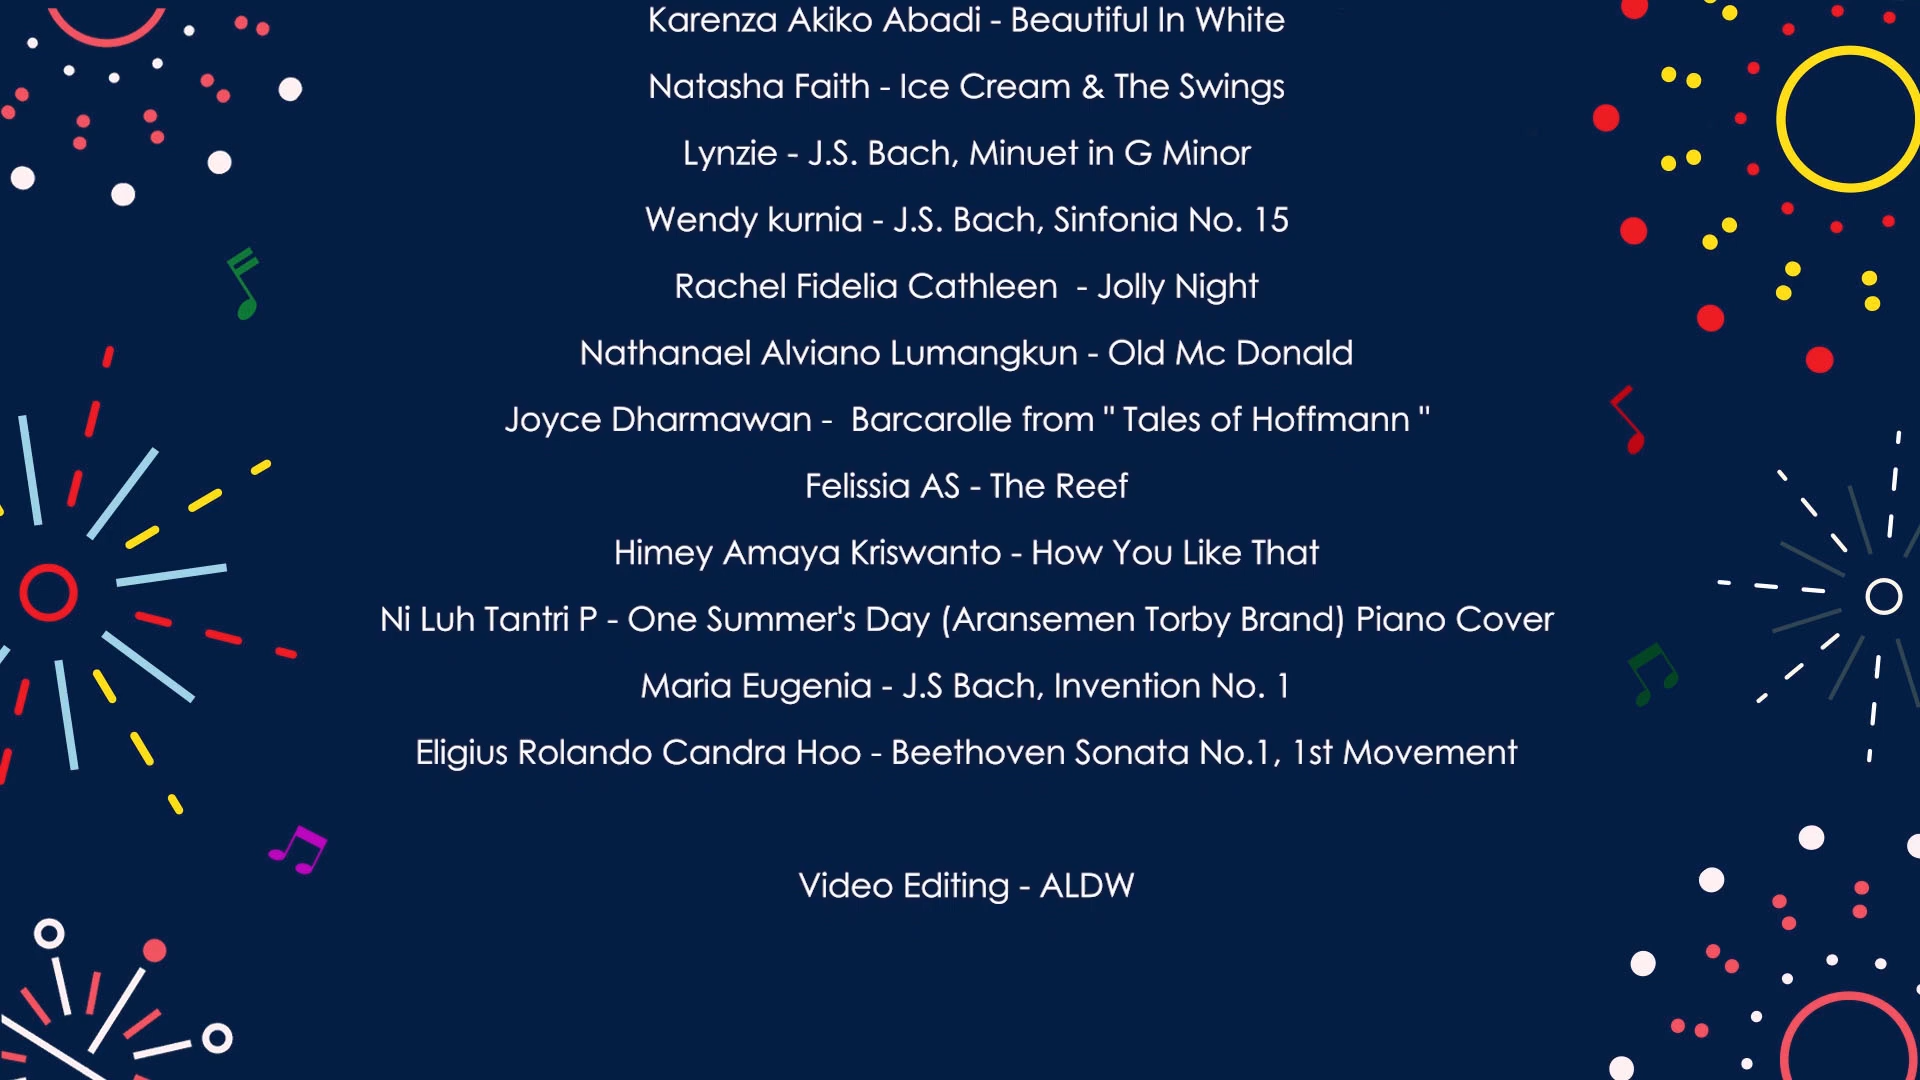 Karenza Akiko Abadi - Beautiful In White
Natasha Faith - Ice Cream & The Swings
Lynzie - J.S. Bach, Minuet in G Minor
Wendy kurnia - J.S. Bach, Sinfonia No. 15
Rachel Fidelia Cathleen  - Jolly Night
Nathanael Alviano Lumangkun - Old Mc Donald
Joyce Dharmawan -  Barcarolle from " Tales of Hoffmann "
Felissia AS - The Reef
Himey Amaya Kriswanto - How You Like That
Ni Luh Tantri P - One Summer's Day (Aransemen Torby Brand) Piano Cover
Maria Eugenia - J.S Bach, Invention No. 1
Eligius Rolando Candra Hoo - Beethoven Sonata No.1, 1st Movement
Video Editing - ALDW